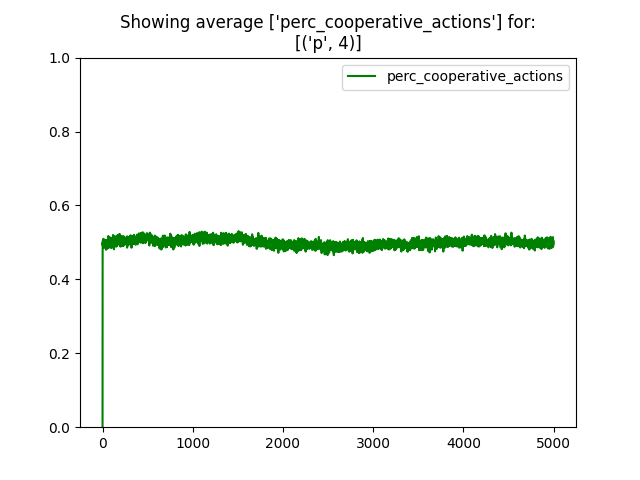 Showing average ['perc_cooperative_actions'] for:
[('p', 4)]
perc_cooperative_actions
1.0
0.8
0.6
0.4
0.2
0.0
0 1000 2000 3000 4000 5000